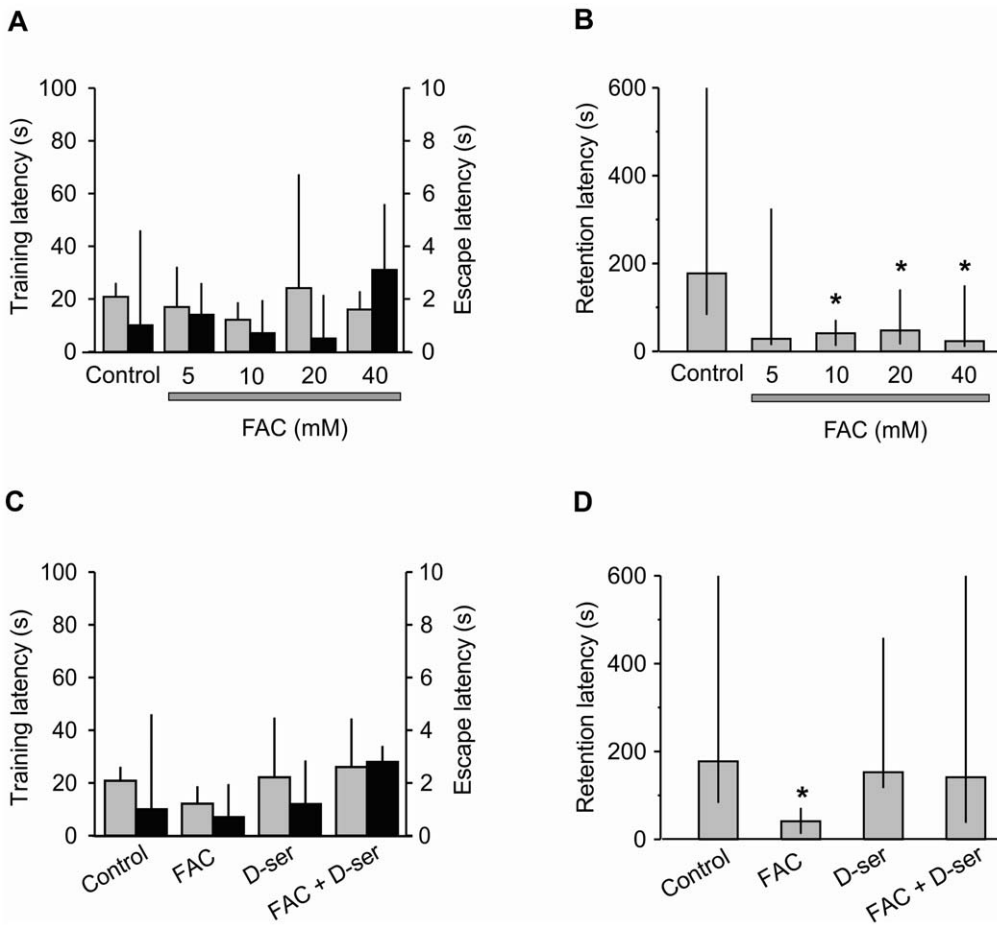 A
Training latency (s)
100
80
60
40
20
0
10
8
6
4
2
0
Escape latency (s)
Control 5 10 20 40
FAC (mM)
B
Retention latency (s)
600
400
200
0
* * *
Control 5 10 20 40
FAC (mM)
C
Training latency (s)
100
80
60
40
20
0
10
8
6
4
2
0
Escape latency (s)
Control FAC D-ser FAC + D-ser
D
Retention latency (s)
600
400
200
0
*
Control FAC D-ser FAC + D-ser